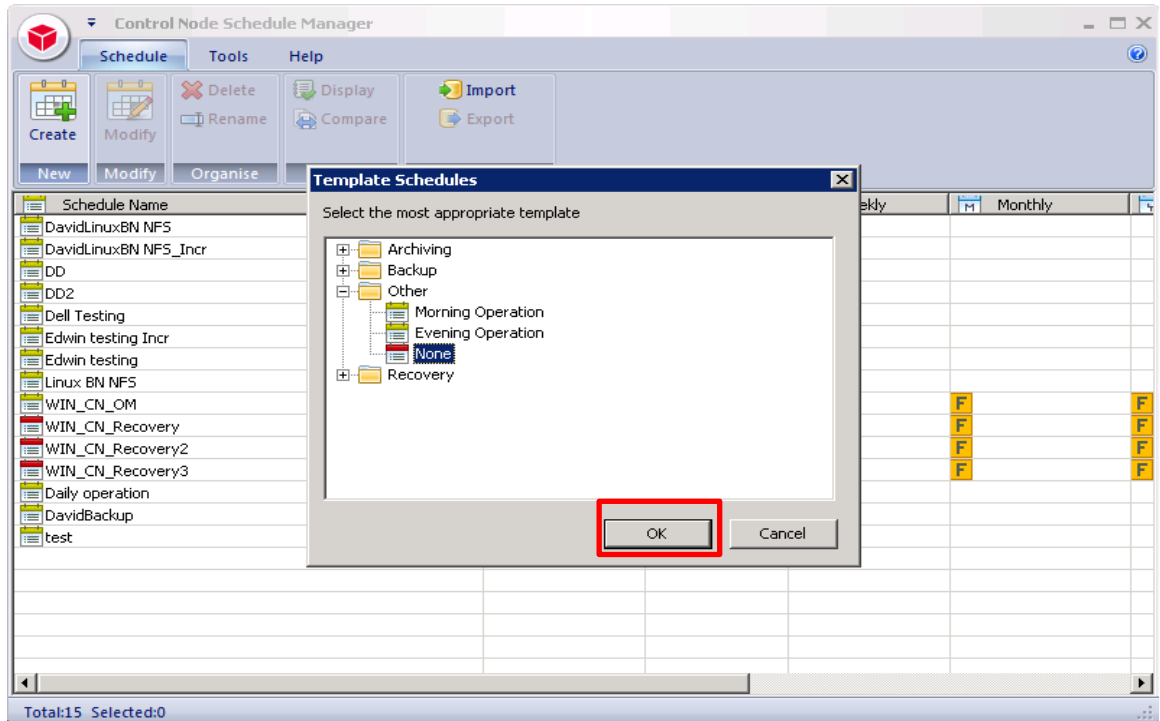 Control Node Schedule Manager
Schedule Tools Help
Create
Modify
Delete
Rename
Display
Compare
Import
Export
New Modify Organise
Template Schedules
Select the most appropriate template
Archiving
Backup
Other
Morning Operation
Evening Operation
None
Recovery
OK Cancel
Schedule Name ekly M Monthly
DavidLinuxBN NFS
DavidLinuxBN NFS_Incr
DD
DD2
Dell Testing
Edwin testing Incr
Edwin testing
Linux BN NFS
WIN_CN_OM F F
WIN_CN_Recovery F F
WIN_CN_Recovery2 F F
WIN_CN_Recovery3 F F
Daily operation
DavidBackup
test
Total:15 Selected:0